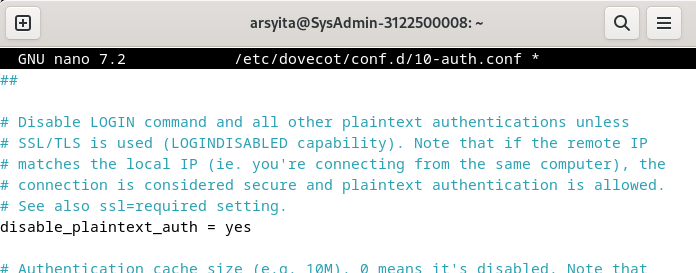 arsyita@SysAdmin-3122500008: ~
GNU nano 7.2 /etc/dovecot/conf.d/10-auth.conf *
##
# Disable LOGIN command and all other plaintext authentications unless
# SSL/TLS is used (LOGINDISABLED capability). Note that if the remote IP
# matches the local IP (ie. you're connecting from the same computer), the
# connection is considered secure and plaintext authentication is allowed.
# See also ssl=required setting.
disable_plaintext_auth = yes
# Authentication cache size (e.g. 10M). 0 means it's disabled. Note that